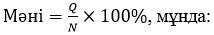 Мәні = Q/N × 100%, мұнда: